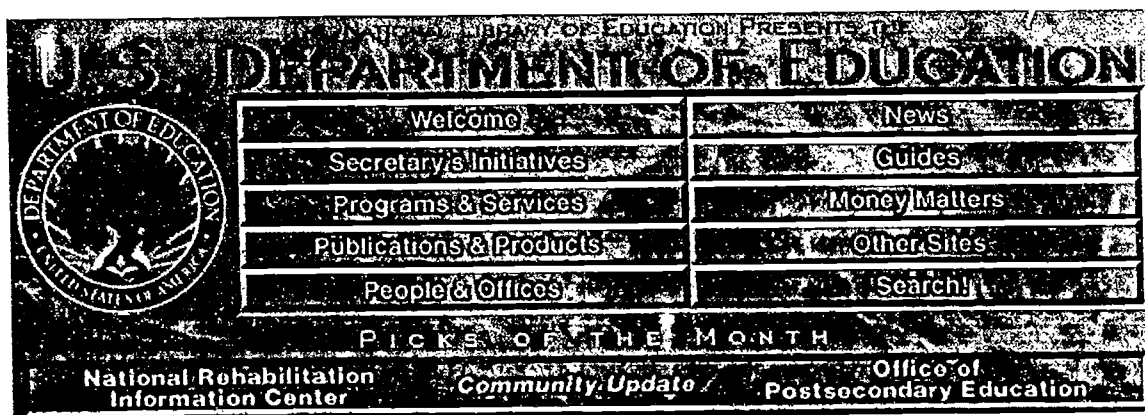 NATIONAL LIBRARY OF EDUCATION PRESENTS THE
U.S. DEPARTMENT OF EDUCATION
DEPARTMENT OF EDUCATION
UNITED STATES OF AMERICA
Welcome
News
Secretary's Initiatives
Guides
Programs & Services
Money Matters
Publications & Products
Other Sites
People & Offices
Search!
PICKS OF THE MONTH
National Rehabilitation
Information Center
Community Update
Office of
Postsecondary Education